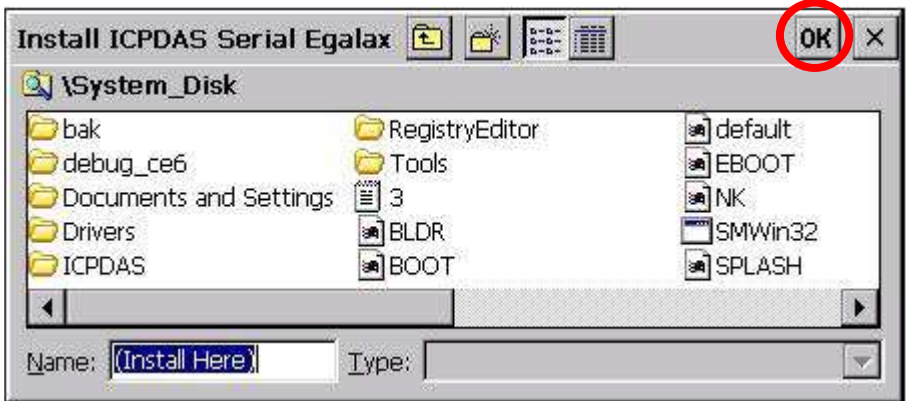 Install ICPDAS Serial Egalax OK ×
\System_Disk
bak RegistryEditor default
debug_ce6 Tools EBOOT
Documents and Settings 3 NK
Drivers BLDR SMWin32
ICPDAS BOOT SPLASH
Name: (Install Here) Type: